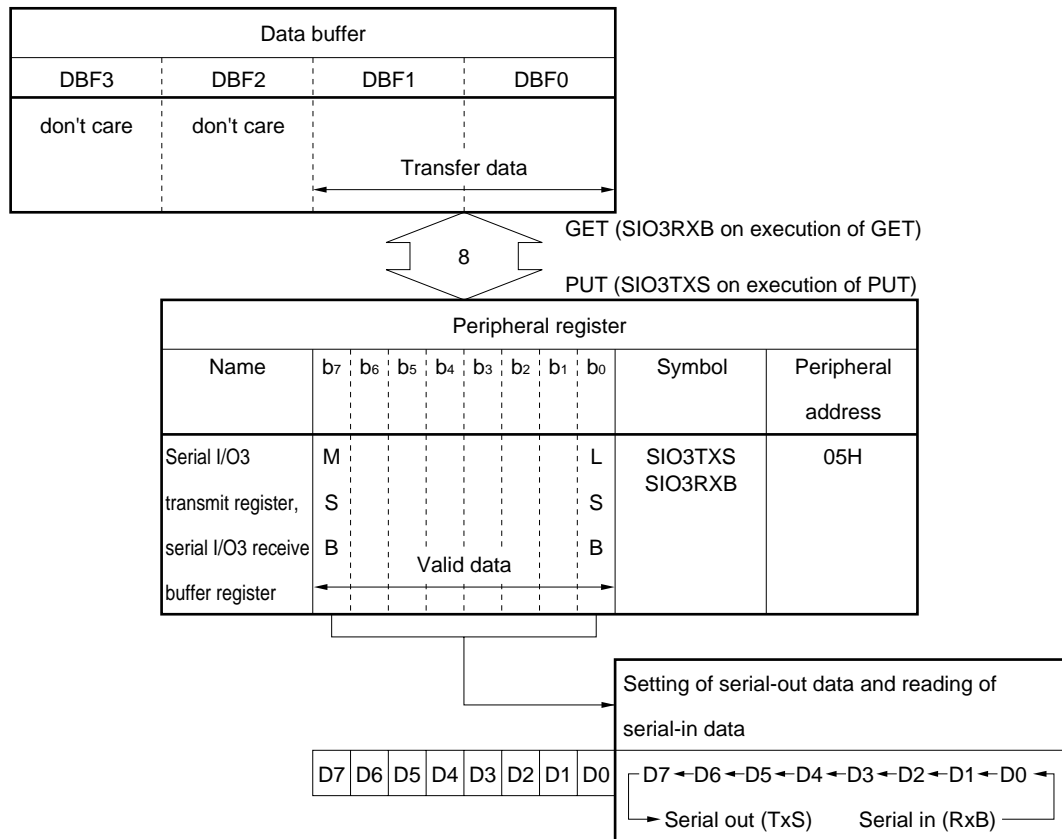 Data buffer
DBF3 DBF2 DBF1 DBF0
don't care don't care
Transfer data
GET (SIO3RXB on execution of GET)
8
PUT (SIO3TXS on execution of PUT)
Peripheral register
Name b7 b6 b5 b4 b3 b2 b1 b0 Symbol Peripheral
address
Serial I/O3 M L SIO3TXS 05H
SIO3RXB
transmit register, S S
serial I/O3 receive B B
Valid data
buffer register
Setting of serial-out data and reading of
serial-in data
D7 D6 D5 D4 D3 D2 D1 D0 D7 D6 D5 D4 D3 D2 D1 D0
Serial out (TxS) Serial in (RxB)